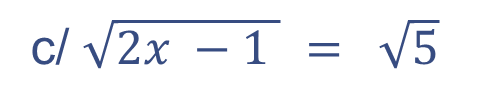 c/ √2x − 1 = √5